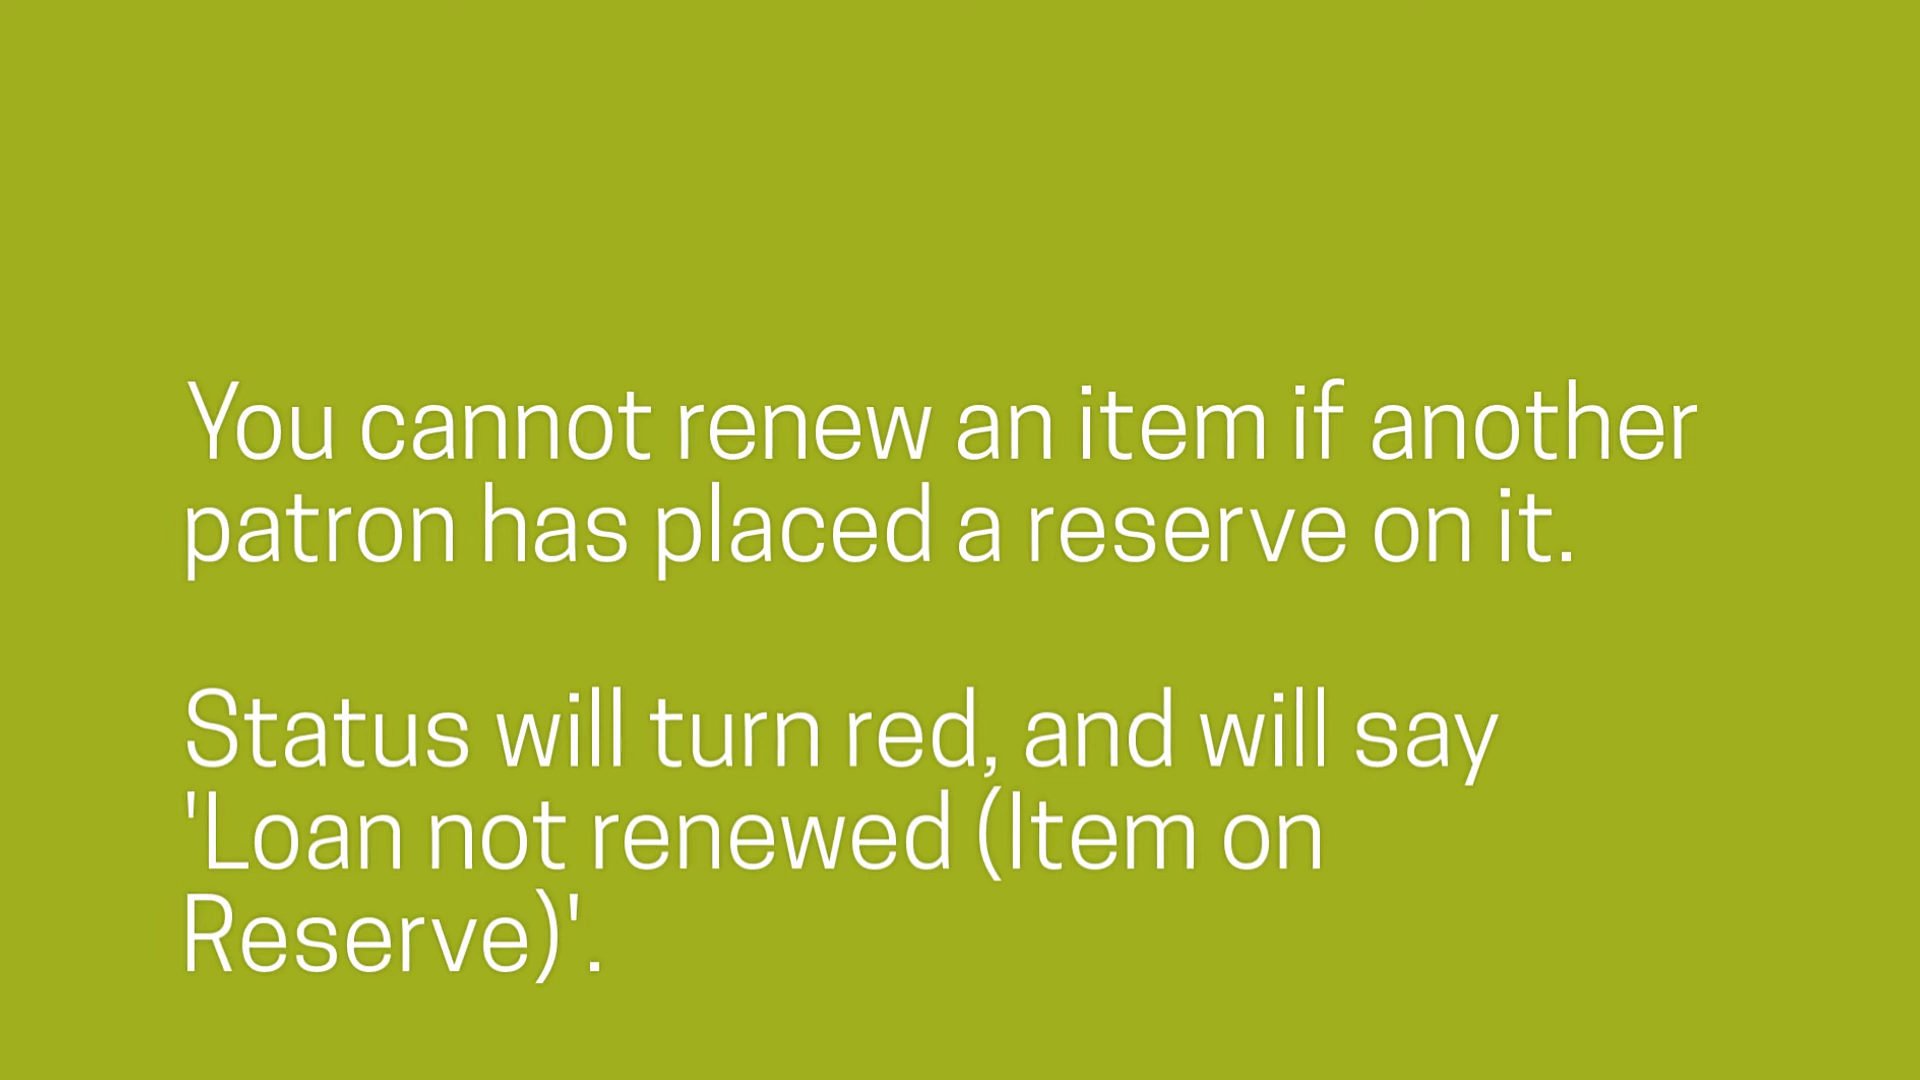 You cannot renew an item if another
patron has placed a reserve on it.
Status will turn red, and will say
'Loan not renewed (Item on
Reserve)'.